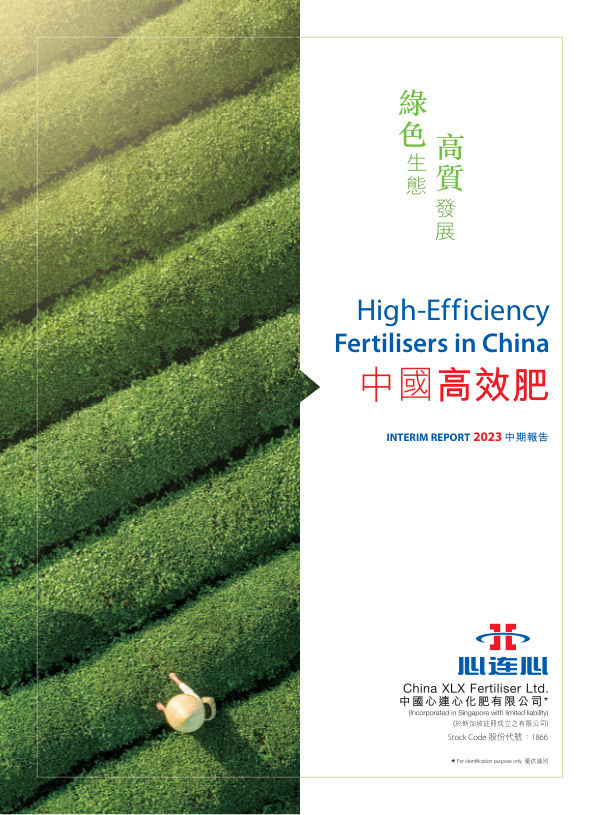 綠色生態
高質發展
High-Efficiency
Fertilisers in China
中國高效肥
INTERIM REPORT 2023 中期報告
心连心
China XLX Fertiliser Ltd.
中國心連心化肥有限公司*
(Incorporated in Singapore with limited liability)
(於新加坡註冊成立之有限公司)
Stock Code 股份代號：1866
* For identification purpose only 僅供識別